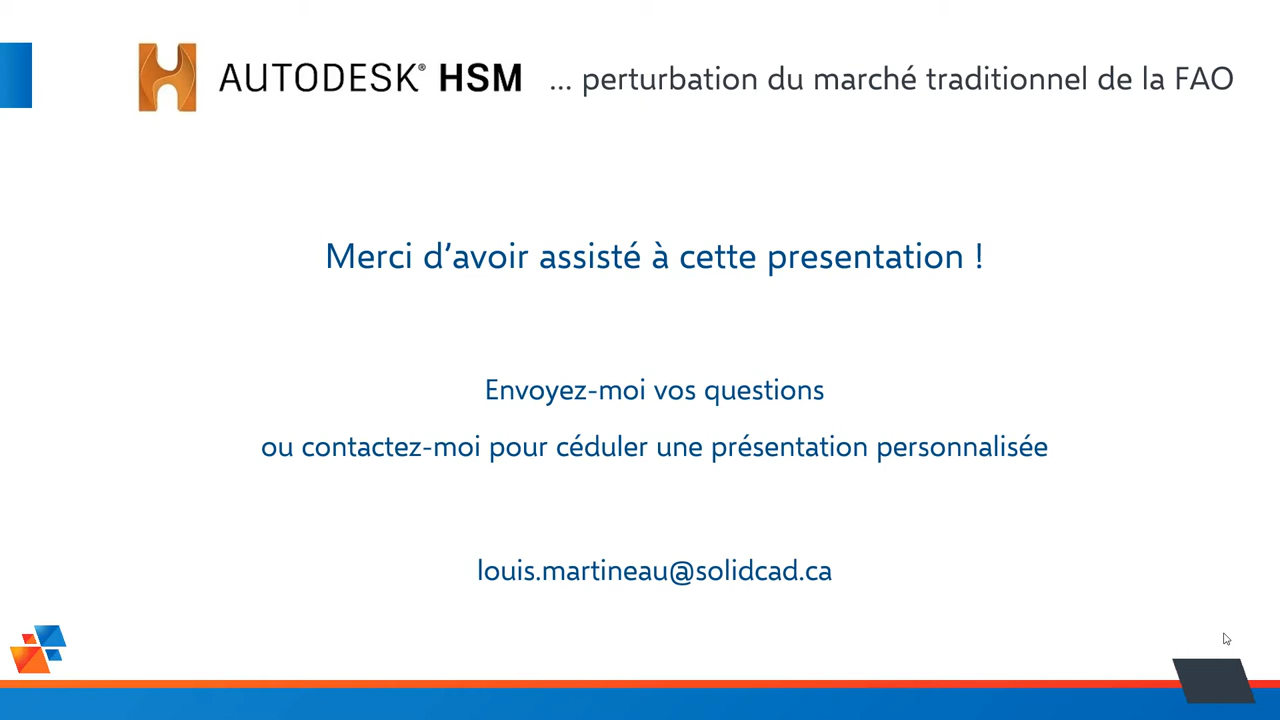 AUTODESK® HSM ... perturbation du marché traditionnel de la FAO
Merci d’avoir assisté à cette presentation !
Envoyez-moi vos questions
ou contactez-moi pour céduler une présentation personnalisée
louis.martineau@solidcad.ca